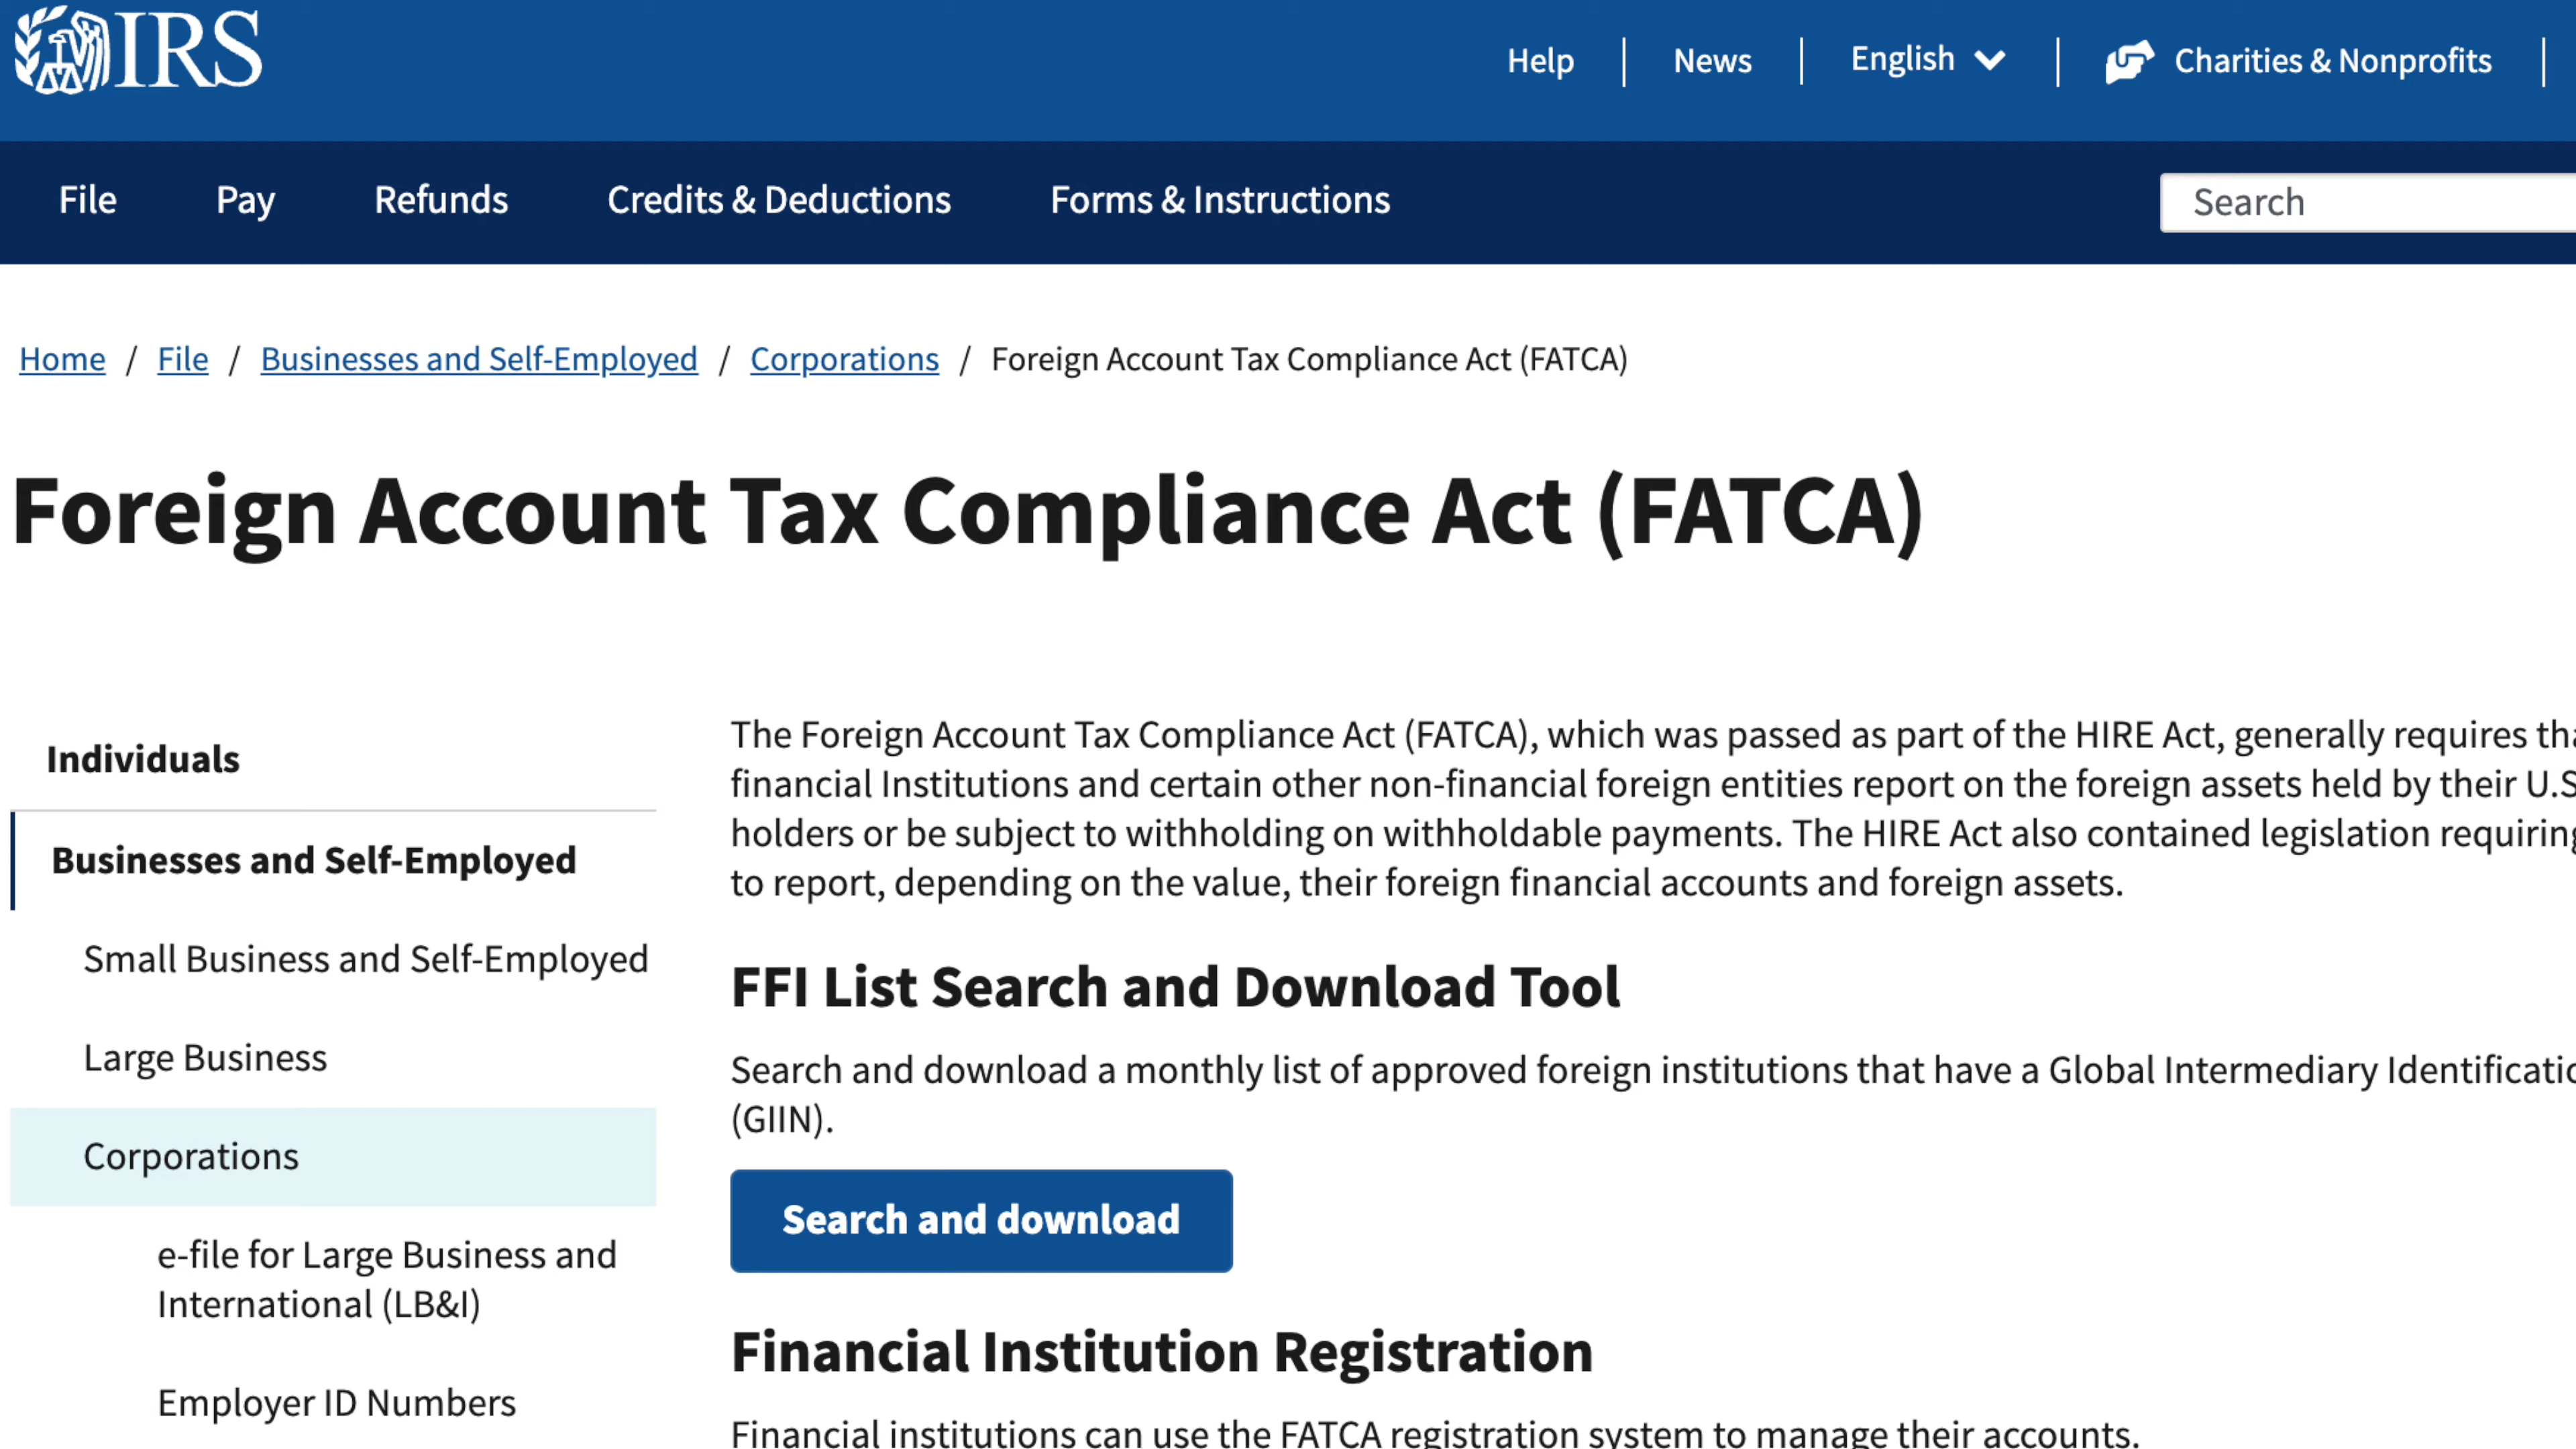 IRS
Help
News
English
Charities & Nonprofits
File
Pay
Refunds
Credits & Deductions
Forms & Instructions
Search
Home / File / Businesses and Self-Employed / Corporations / Foreign Account Tax Compliance Act (FATCA)
Foreign Account Tax Compliance Act (FATCA)
Individuals
Businesses and Self-Employed
Small Business and Self-Employed
Large Business
Corporations
e-file for Large Business and
International (LB&I)
Employer ID Numbers
The Foreign Account Tax Compliance Act (FATCA), which was passed as part of the HIRE Act, generally requires
financial Institutions and certain other non-financial foreign entities report on the foreign assets held by their
holders or be subject to withholding on withholdable payments. The HIRE Act also contained legislation requiring
to report, depending on the value, their foreign financial accounts and foreign assets.
FFI List Search and Download Tool
Search and download a monthly list of approved foreign institutions that have a Global Intermediary
(GIIN).
Search and download
Financial Institution Registration
Financial institutions can use the FATCA registration system to manage their accounts.